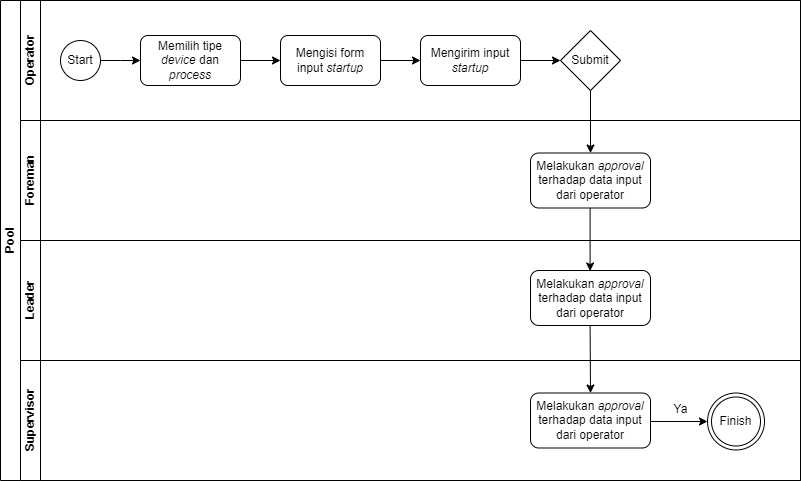 Pool
Operator
Start
Memilih tipe
device dan
process
Mengisi form
input startup
Mengirim input
startup
Submit
Foreman
Melakukan approval
terhadap data input
dari operator
Leader
Melakukan approval
terhadap data input
dari operator
Supervisor
Melakukan approval
terhadap data input
dari operator
Ya
Finish